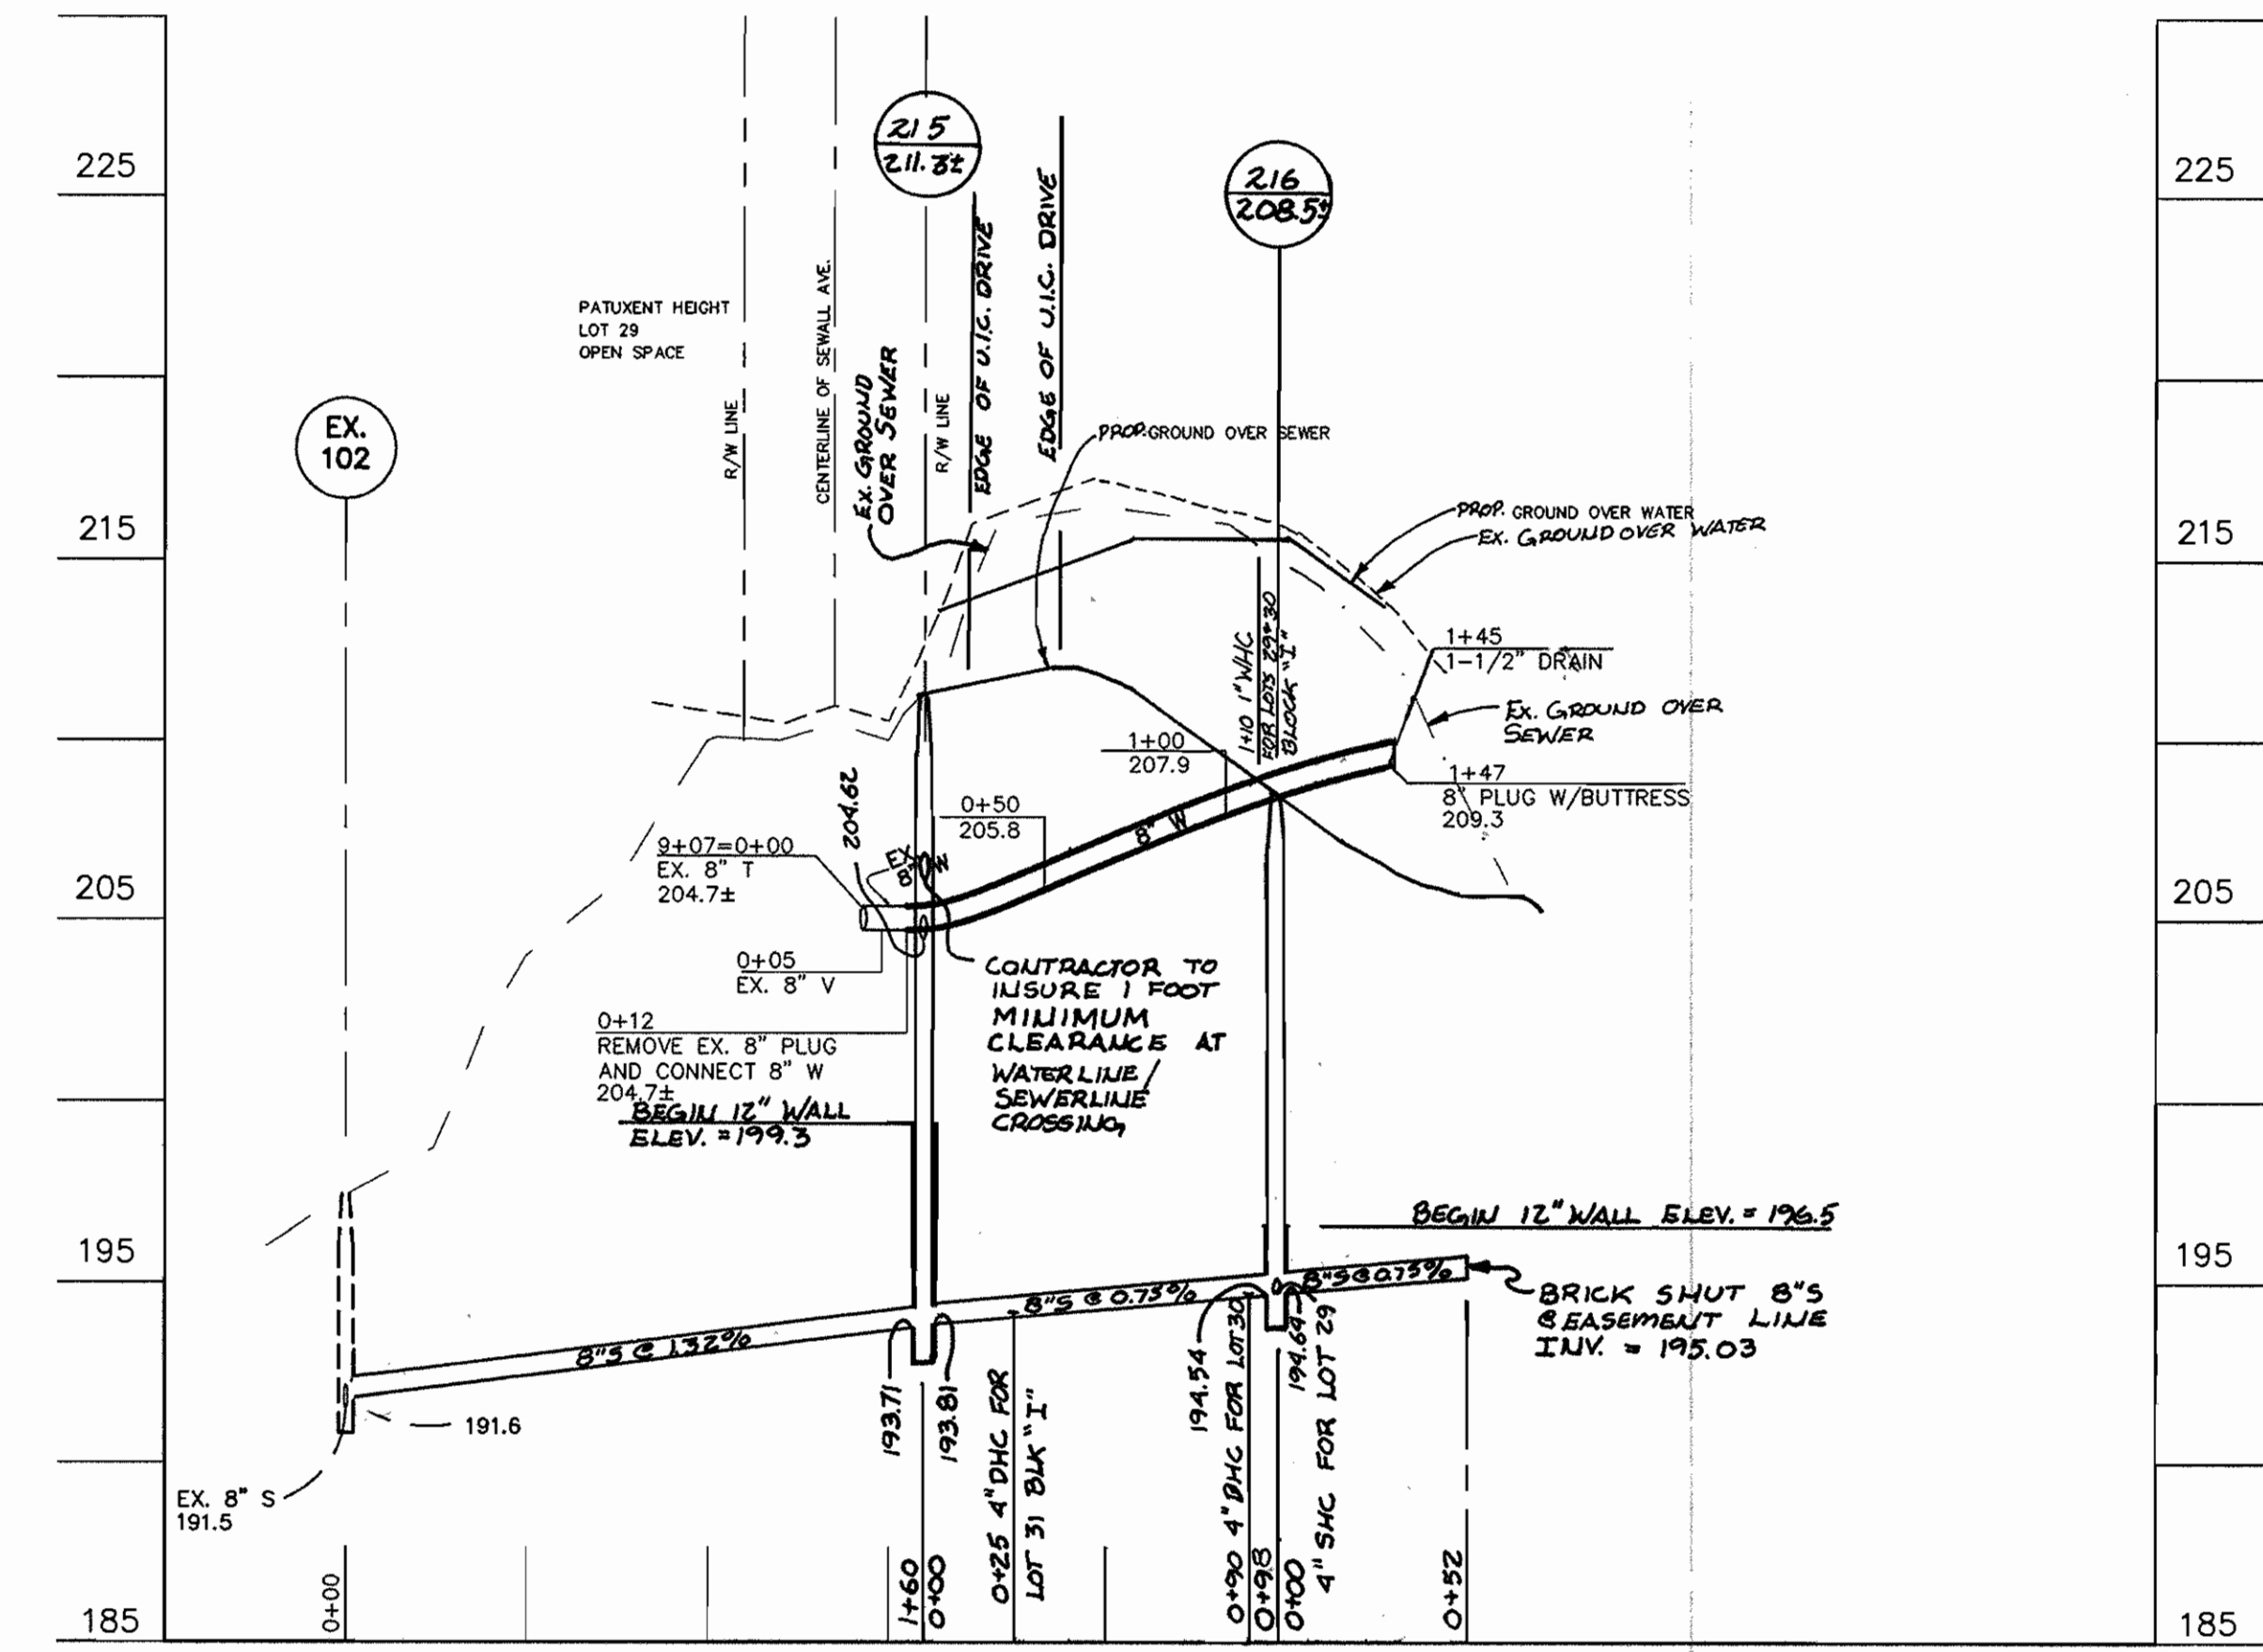 225
215
205
195
185
225
215
205
195
185
EX.
102
215
211.3±
216
208.5±
PATUXENT HEIGHT
LOT 29
OPEN SPACE
R/W LINE
CENTERLINE OF SEWALL AVE.
EX. GROUND
OVER SEWER
R/W LINE
EDGE OF U.I.C. DRIVE
EDGE OF U.I.C. DRIVE
PROP. GROUND OVER SEWER
PROP. GROUND OVER WATER
EX. GROUND OVER WATER
1+10 1" WHC
FOR LOTS 29+30
BLOCK "I"
1+45
1-1/2" DRAIN
EX. GROUND OVER
SEWER
1+47
8" PLUG W/BUTTRESS
209.3
1+00
207.9
0+50
205.8
8" W
204.62
EX
8" W
9+07=0+00
EX. 8" T
204.7±
0+05
EX. 8" V
0+12
REMOVE EX. 8" PLUG
AND CONNECT 8" W
204.7±
BEGIN 12" WALL
ELEV. = 199.3
CONTRACTOR TO
INSURE 1 FOOT
MINIMUM
CLEARANCE AT
WATERLINE/
SEWERLINE
CROSSING
BEGIN 12" WALL ELEV. = 196.5
8"S @ 1.32%
8"S @ 0.75%
8"S @ 0.75%
BRICK SHUT 8"S
@ EASEMENT LINE
INV. = 195.03
191.6
EX. 8" S
191.5
193.71
193.81
194.54
194.69
0+00
1+60
0+00
0+25 4" DHC FOR
LOT 31 BLK "I"
0+90 4" DHC FOR LOT 30
0+98
0+00
4" SHC FOR LOT 29
0+52